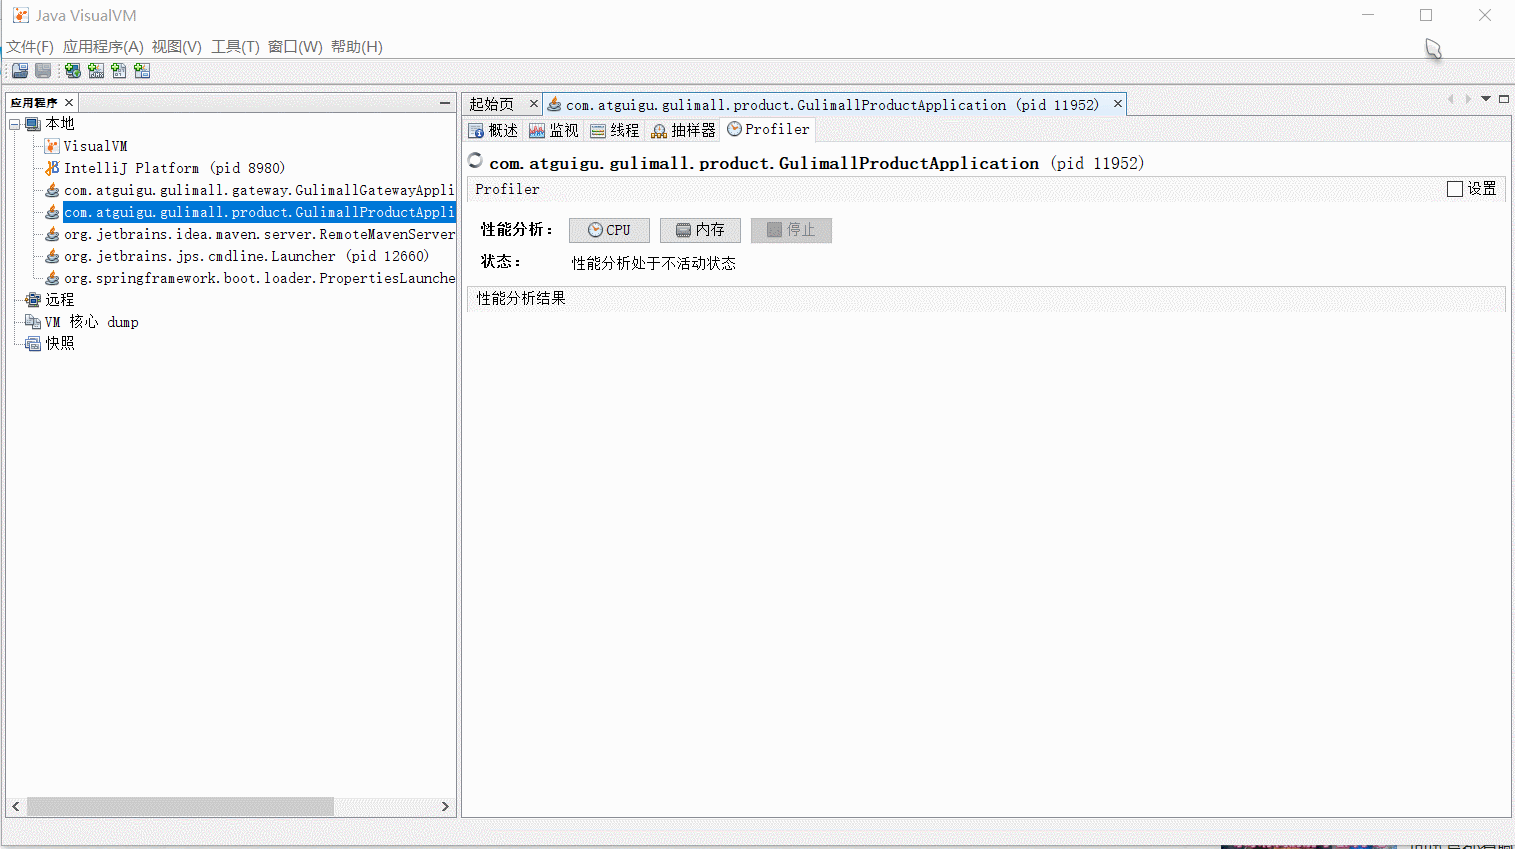 Java VisualVM
文件(F) 应用程序(A) 视图(V) 工具(T) 窗口(W) 帮助(H)
应用程序
本地
VisualVM
IntelliJ Platform (pid 8980)
com.atguigu.gulimall.gateway.GulimallGatewayAppli
com.atguigu.gulimall.product.GulimallProductAppli
org.jetbrains.idea.maven.server.RemoteMavenServer
org.jetbrains.jps.cmdline.Launcher (pid 12660)
org.springframework.boot.loader.PropertiesLaunche
远程
VM 核心 dump
快照
起始页 com.atguigu.gulimall.product.GulimallProductApplication (pid 11952)
概述 监视 线程 抽样器 Profiler
com.atguigu.gulimall.product.GulimallProductApplication (pid 11952)
Profiler 设置
性能分析: CPU 内存 停止
状态: 性能分析处于不活动状态
性能分析结果